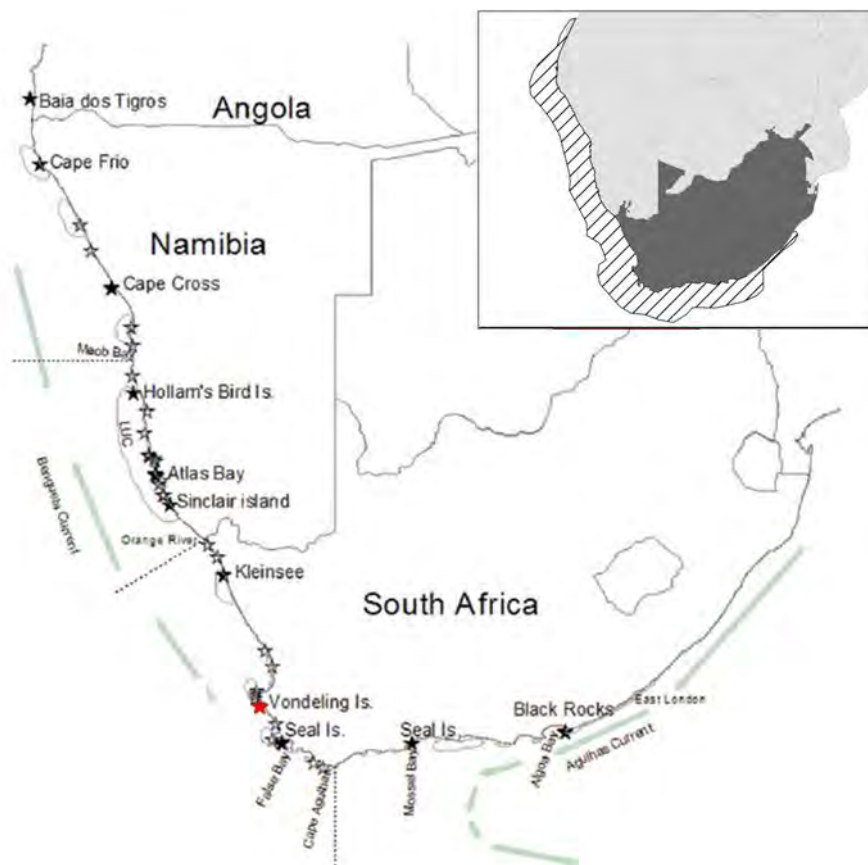 Angola
Baia dos Tigros
Cape Frio
Namibia
Cape Cross
Meob Bay
Hollam's Bird Is.
LUC
Atlas Bay
Sinclair island
Benguela Current
Orange River
Kleinsee
South Africa
Vondeling Is.
Seal Is.
Seal Is.
Black Rocks
East London
False Bay
Cape Agulhas
Mossel Bay
Algoa Bay
Agulhas Current